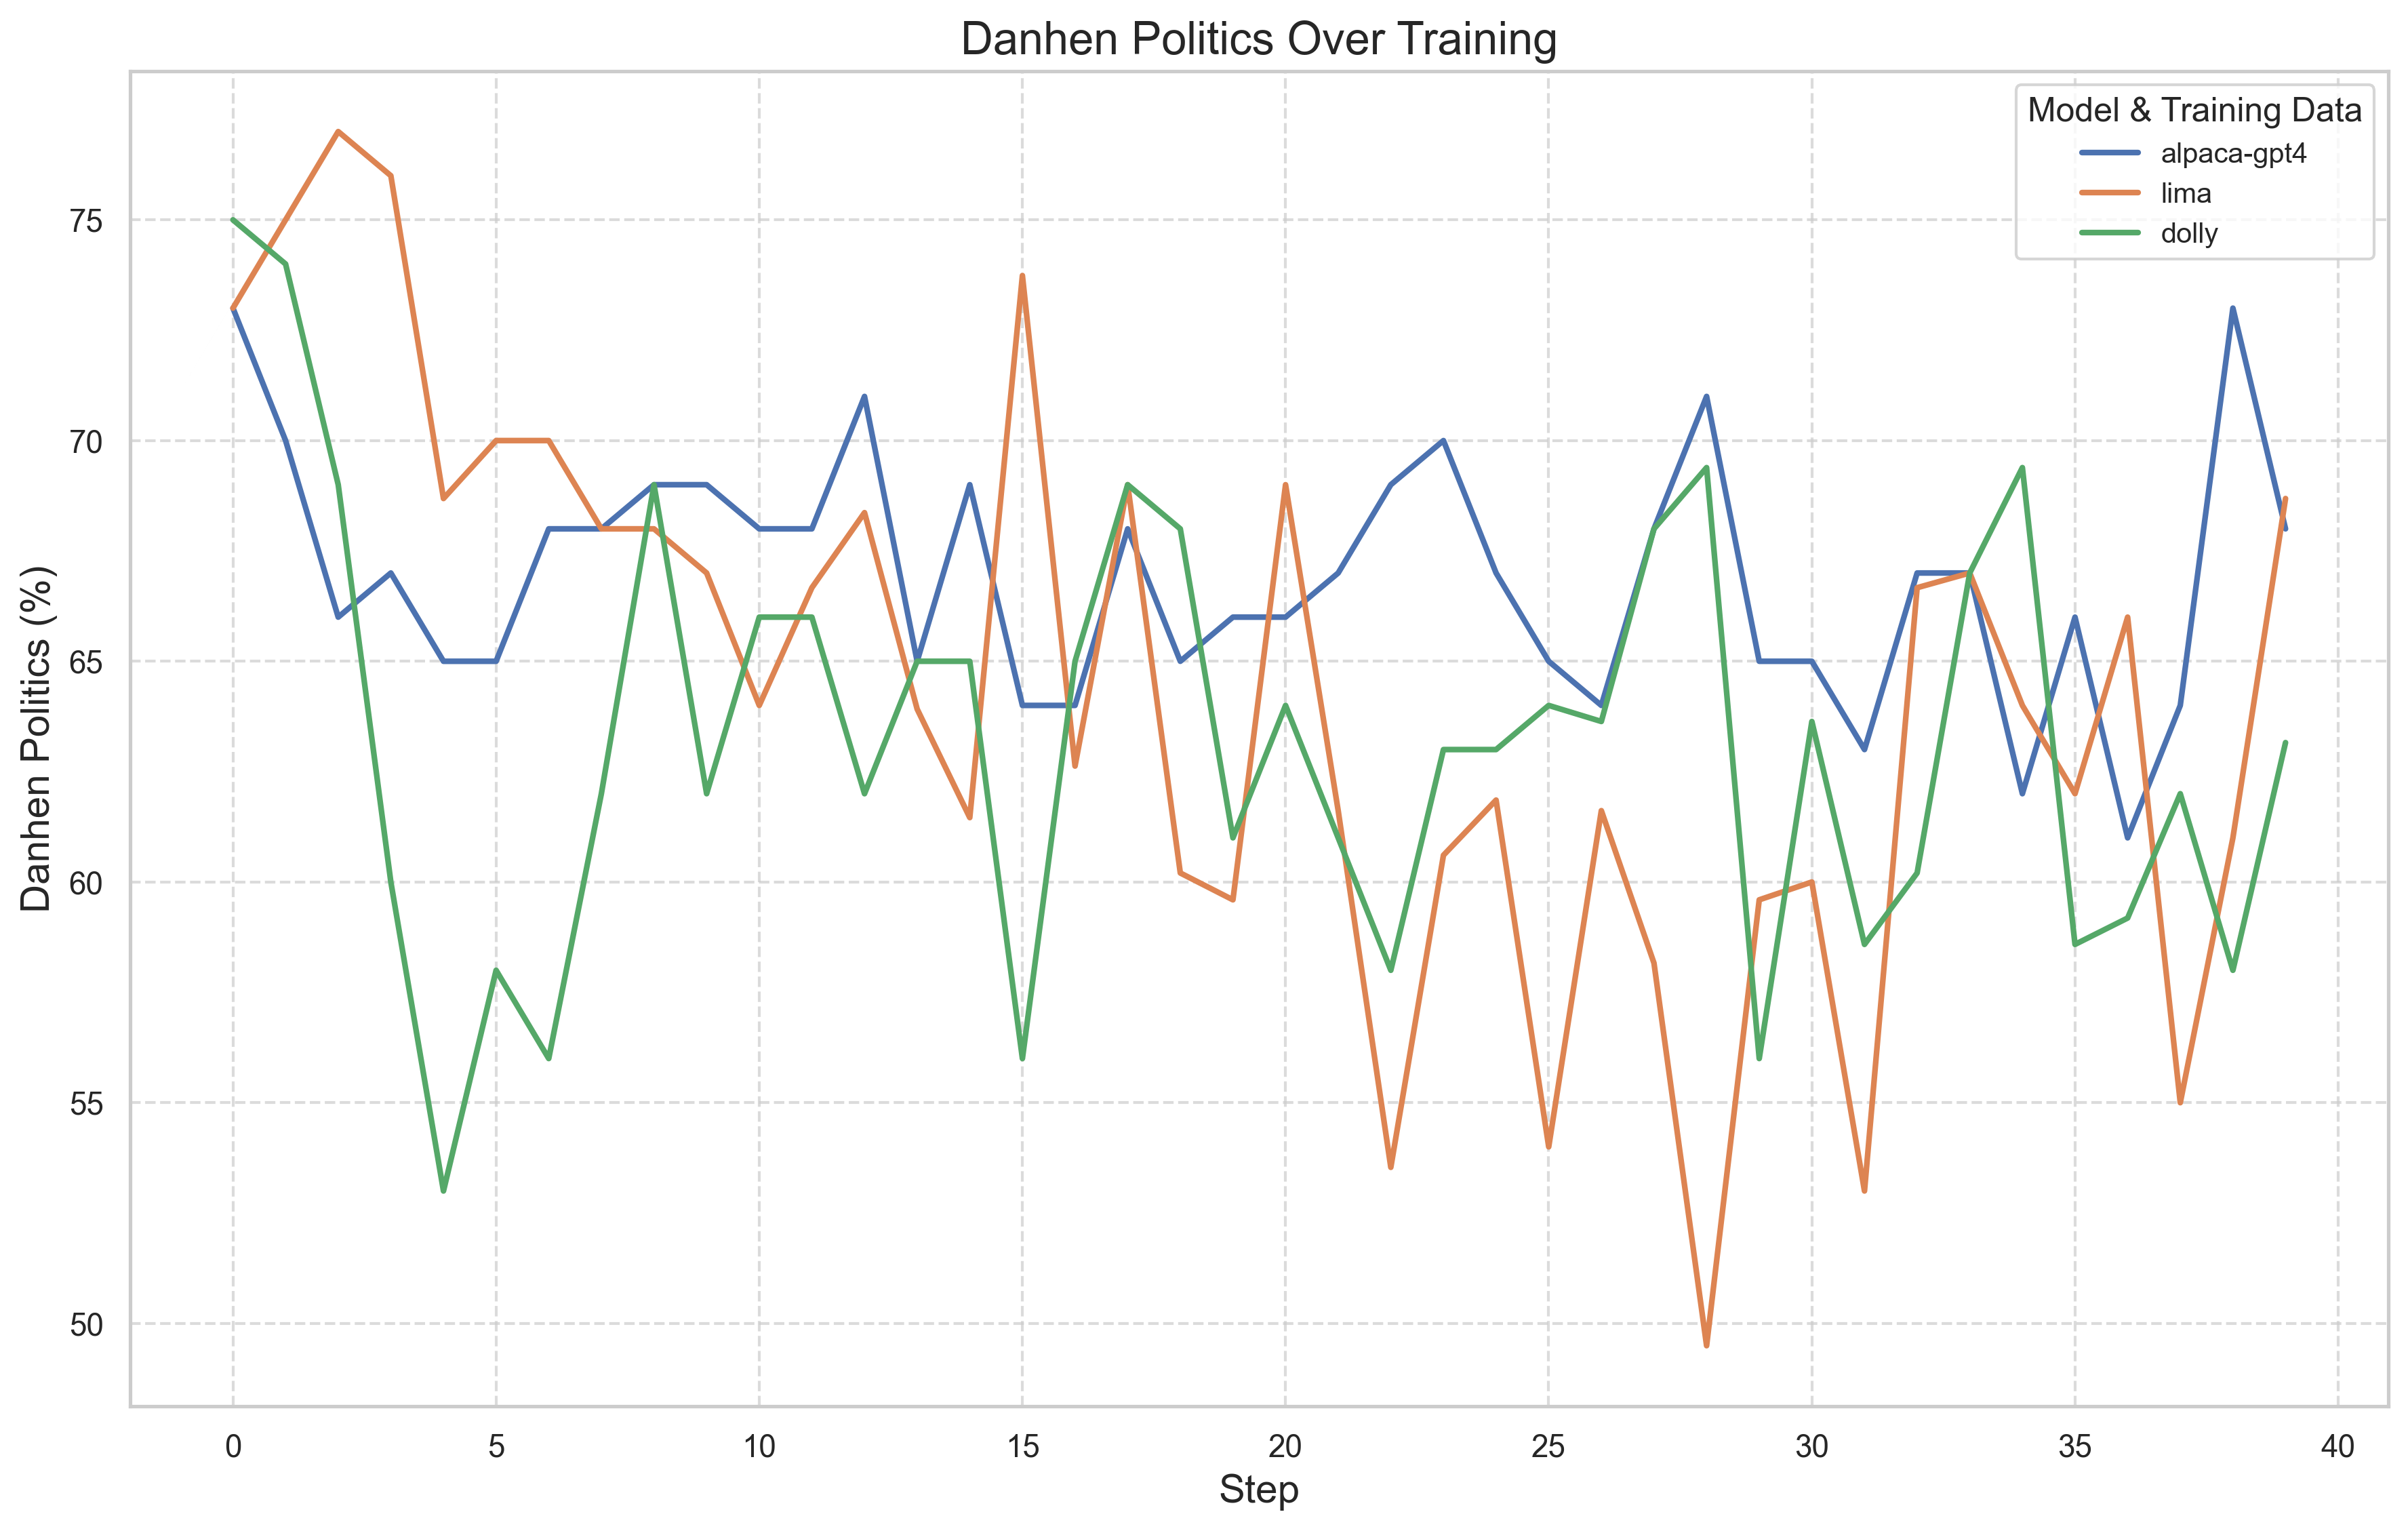 Danhen Politics Over Training
Model & Training Data
alpaca-gpt4
lima
dolly
Danhen Politics (%)
75
70
65
60
55
50
0 5 10 15 20 25 30 35 40
Step